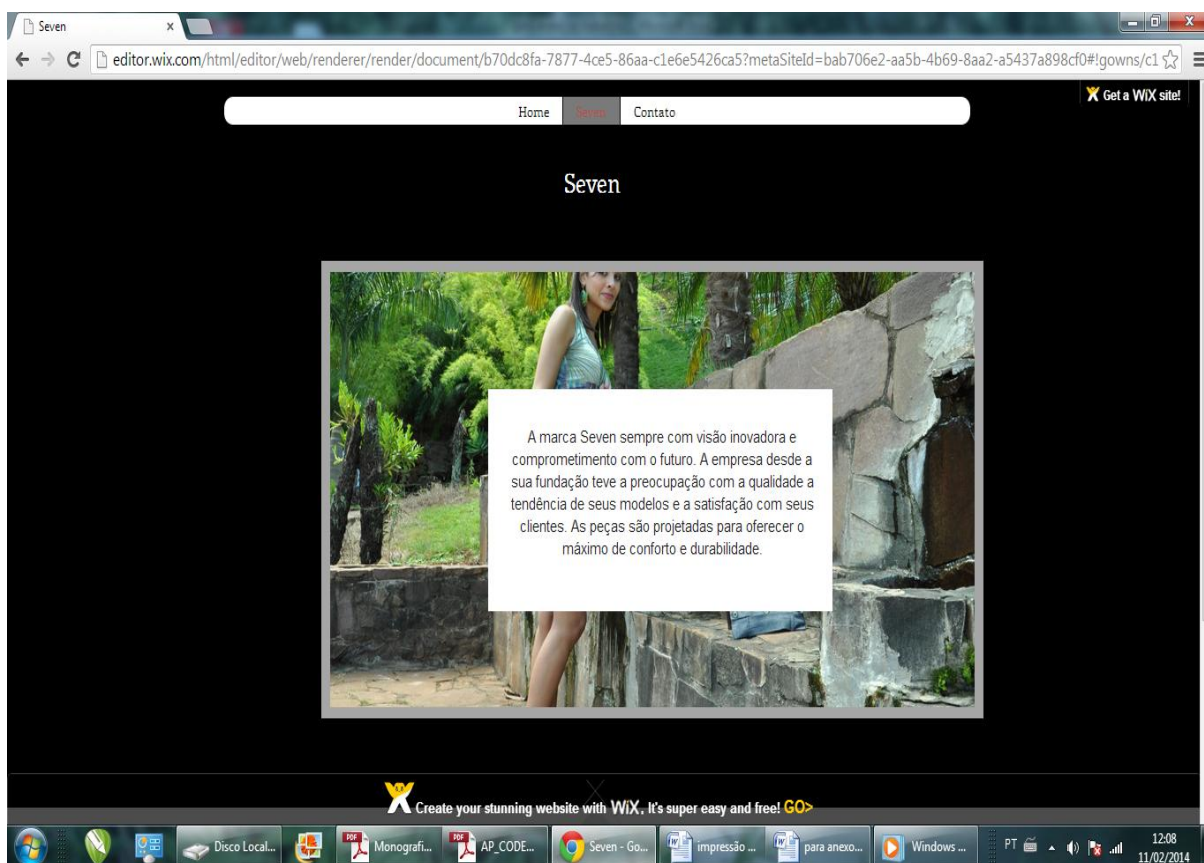 Seven
editor.wix.com/html/editor/web/renderer/render/document/b70dc8fa-7877-4ce5-86aa-c1e6e5426ca5?metaSiteId=bab706e2-aa5b-4b69-8aa2-a5437a898cf0#!gowns/c1
Get a WiX site!
Home Seven Contato
Seven
A marca Seven sempre com visão inovadora e
comprometimento com o futuro. A empresa desde a
sua fundação teve a preocupação com a qualidade a
tendência de seus modelos e a satisfação com seus
clientes. As peças são projetadas para oferecer o
máximo de conforto e durabilidade.
Create your stunning website with WiX. It's super easy and free! GO>
Disco Local... Monografi... AP_CODE... Seven - Go... impressão ... para anexo... Windows ... PT 12:08
11/02/2014